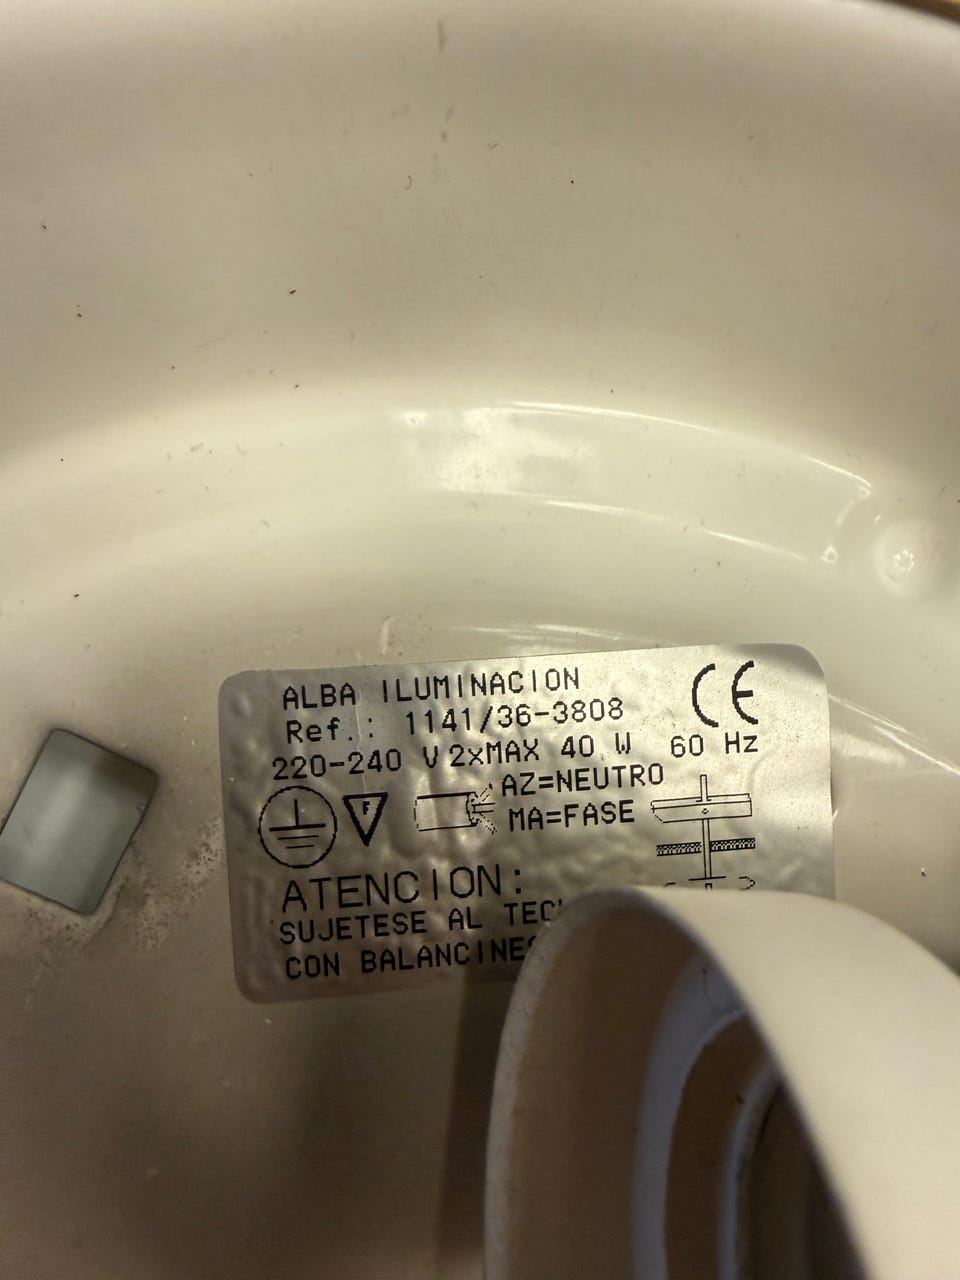 ALBA ILUMINACION
CE
Ref.: 1141/36-3808
220-240 V 2xMAX 40 W 60 Hz
F
AZ=NEUTRO
MA=FASE
ATENCION:
SUJETESE AL
CON